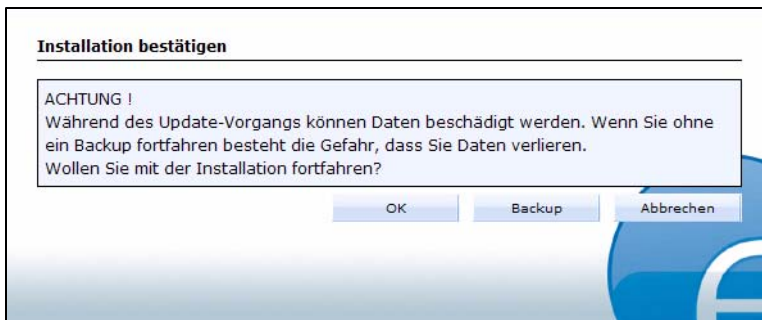 Installation bestätigen
ACHTUNG !
Während des Update-Vorgangs können Daten beschädigt werden. Wenn Sie ohne
ein Backup fortfahren besteht die Gefahr, dass Sie Daten verlieren.
Wollen Sie mit der Installation fortfahren?
OK
Backup
Abbrechen